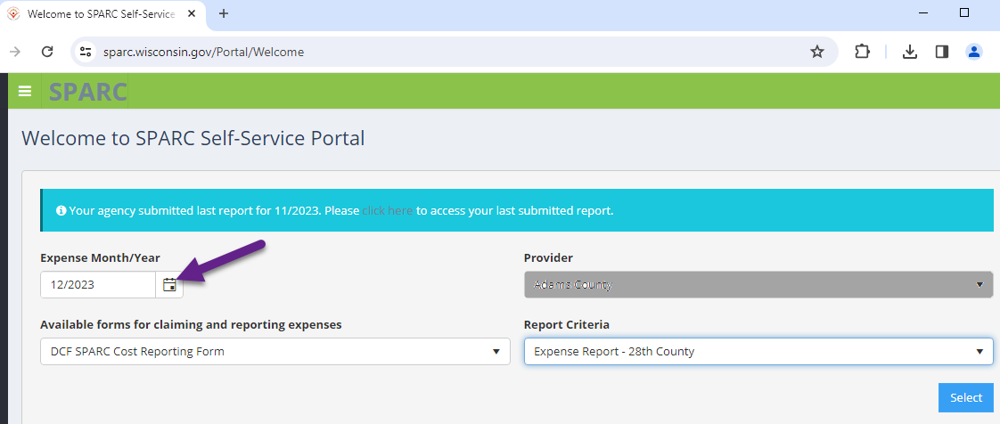 Welcome to SPARC Self-Service
sparc.wisconsin.gov/Portal/Welcome
SPARC
Welcome to SPARC Self-Service Portal
Your agency submitted last report for 11/2023. Please click here to access your last submitted report.
Expense Month/Year
Provider
12/2023
Adams County
Available forms for claiming and reporting expenses
Report Criteria
DCF SPARC Cost Reporting Form
Expense Report - 28th County
Select